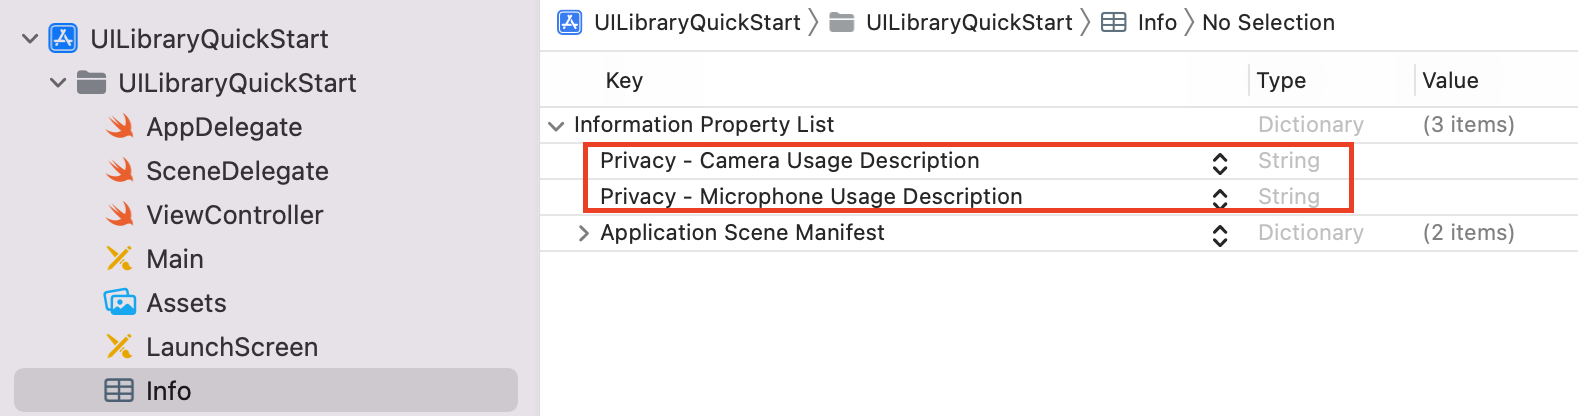 UILibraryQuickStart
UILibraryQuickStart
AppDelegate
SceneDelegate
ViewController
Main
Assets
LaunchScreen
Info
UILibraryQuickStart UILibraryQuickStart Info No Selection
Key Type Value
Information Property List Dictionary (3 items)
Privacy - Camera Usage Description String
Privacy - Microphone Usage Description String
Application Scene Manifest Dictionary (2 items)